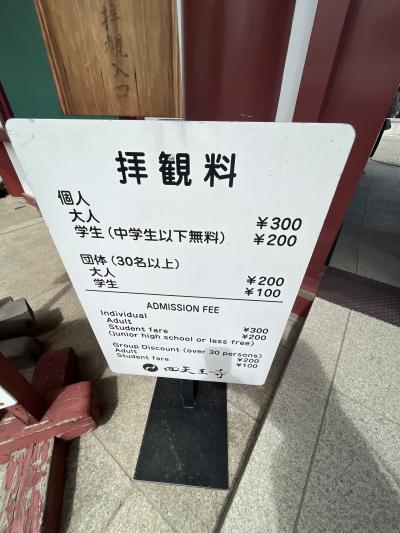 拝観入口
拝観料
個人
大人 ¥300
学生(中学生以下無料) ¥200
団体(30名以上)
大人 ¥200
学生 ¥100
ADMISSION FEE
Individual
Adult ¥300
Student fare ¥200
(junior high school or less free)
Group Discount (over 30 persons)
Adult ¥200
Student fare ¥100
四天王寺